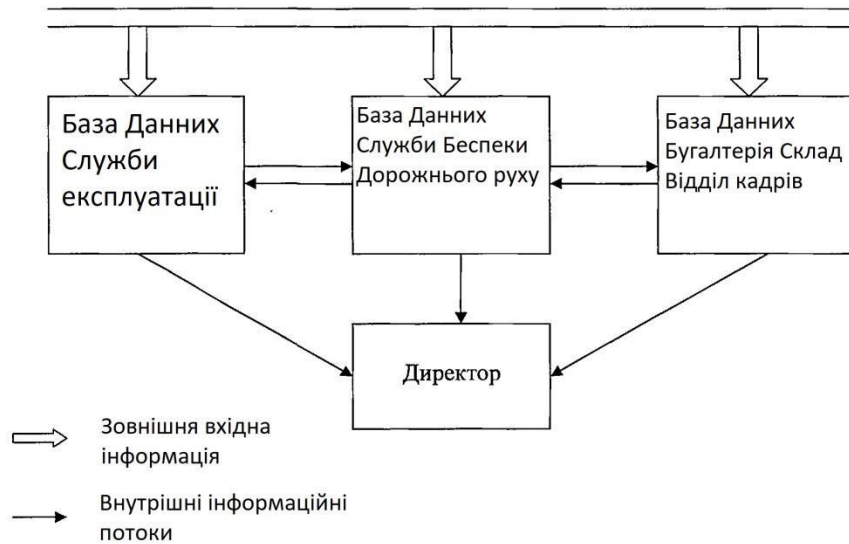 База Данних
Служби
експлуатації
База Данних
Служби Беспеки
Дорожнього руху
База Данних
Бугалтерія Склад
Відділ кадрів
Директор
Зовнішня вхідна
інформація
Внутрішні інформаційні
потоки